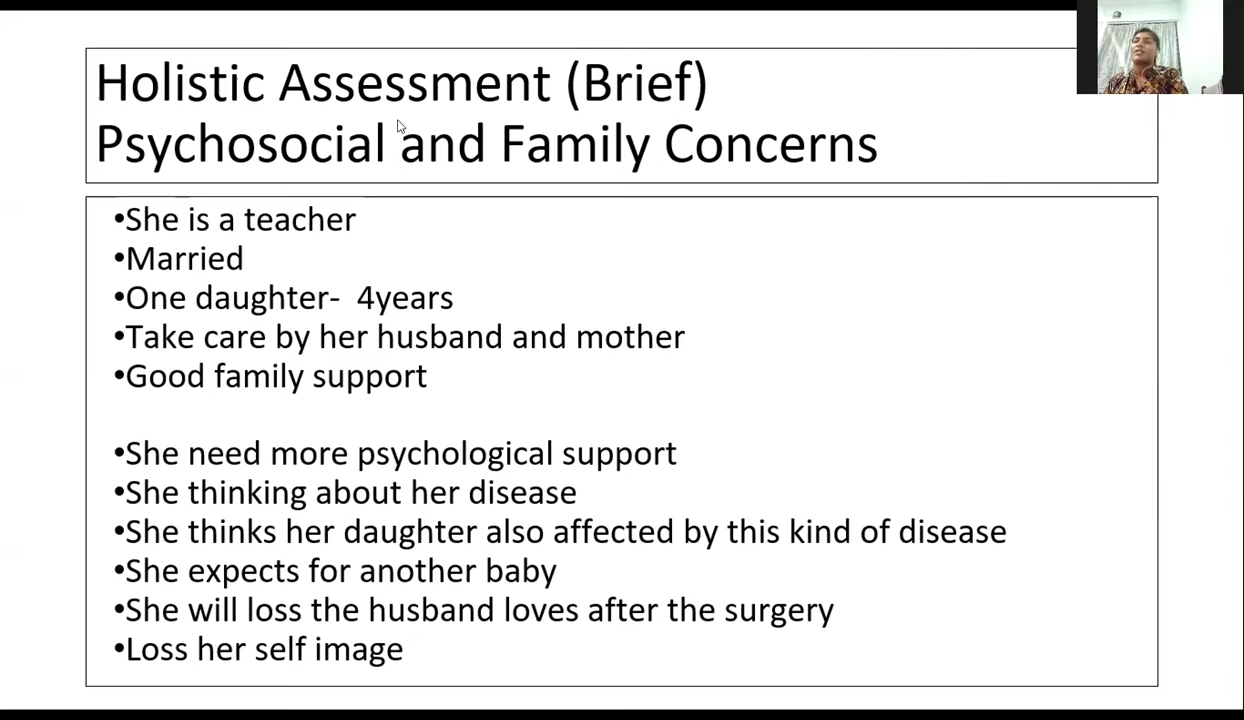 Holistic Assessment (Brief)
Psychosocial and Family Concerns
•She is a teacher
•Married
•One daughter-  4years
•Take care by her husband and mother
•Good family support
•She need more psychological support
•She thinking about her disease
•She thinks her daughter also affected by this kind of disease
•She expects for another baby
•She will loss the husband loves after the surgery
•Loss her self image